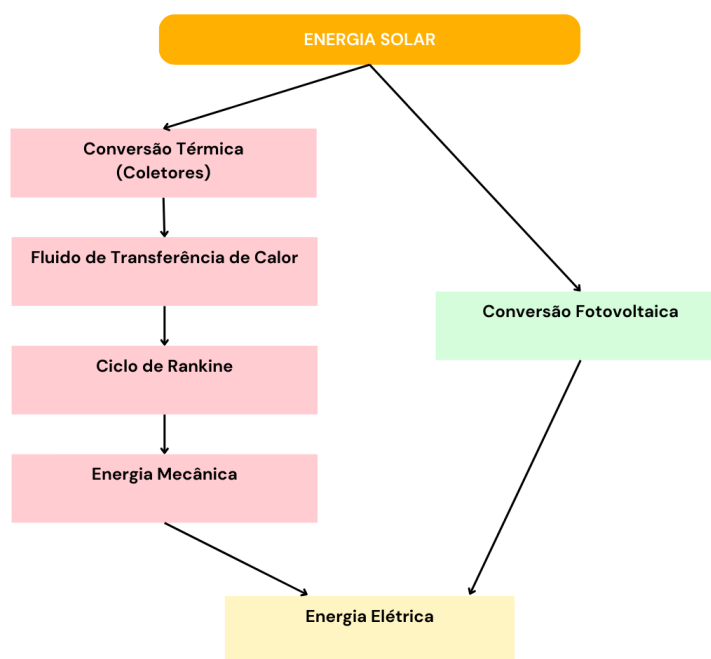 ENERGIA SOLAR
Conversão Térmica
(Coletores)
Fluido de Transferência de Calor
Ciclo de Rankine
Energia Mecânica
Conversão Fotovoltaica
Energia Elétrica